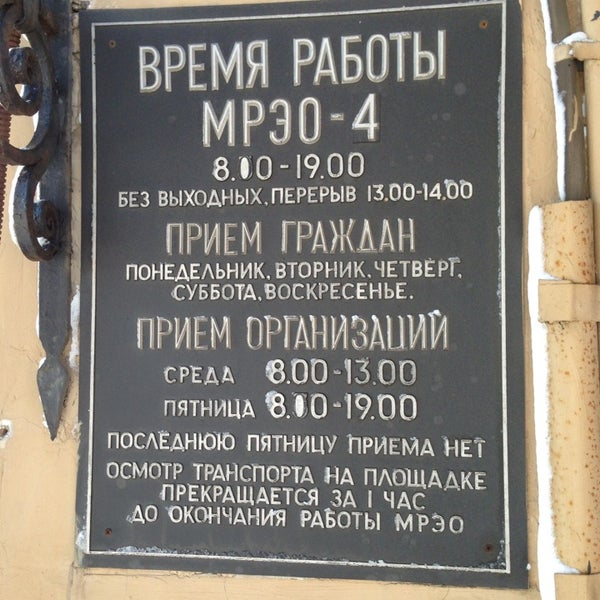 ВРЕМЯ РАБОТЫ
МРЭО-4
8.00-19.00
БЕЗ ВЫХОДНЫХ, ПЕРЕРЫВ 13.00-14.00
ПРИЕМ ГРАЖДАН
ПОНЕДЕЛЬНИК, ВТОРНИК, ЧЕТВЕРГ,
СУББОТА, ВОСКРЕСЕНЬЕ.
ПРИЕМ ОРГАНИЗАЦИЙ
СРЕДА 8.00-13.00
ПЯТНИЦА 8.00-19.00
ПОСЛЕДНЮЮ ПЯТНИЦУ ПРИЕМА НЕТ
ОСМОТР ТРАНСПОРТА НА ПЛОЩАДКЕ
ПРЕКРАЩАЕТСЯ ЗА 1 ЧАС
ДО ОКОНЧАНИЯ РАБОТЫ МРЭО